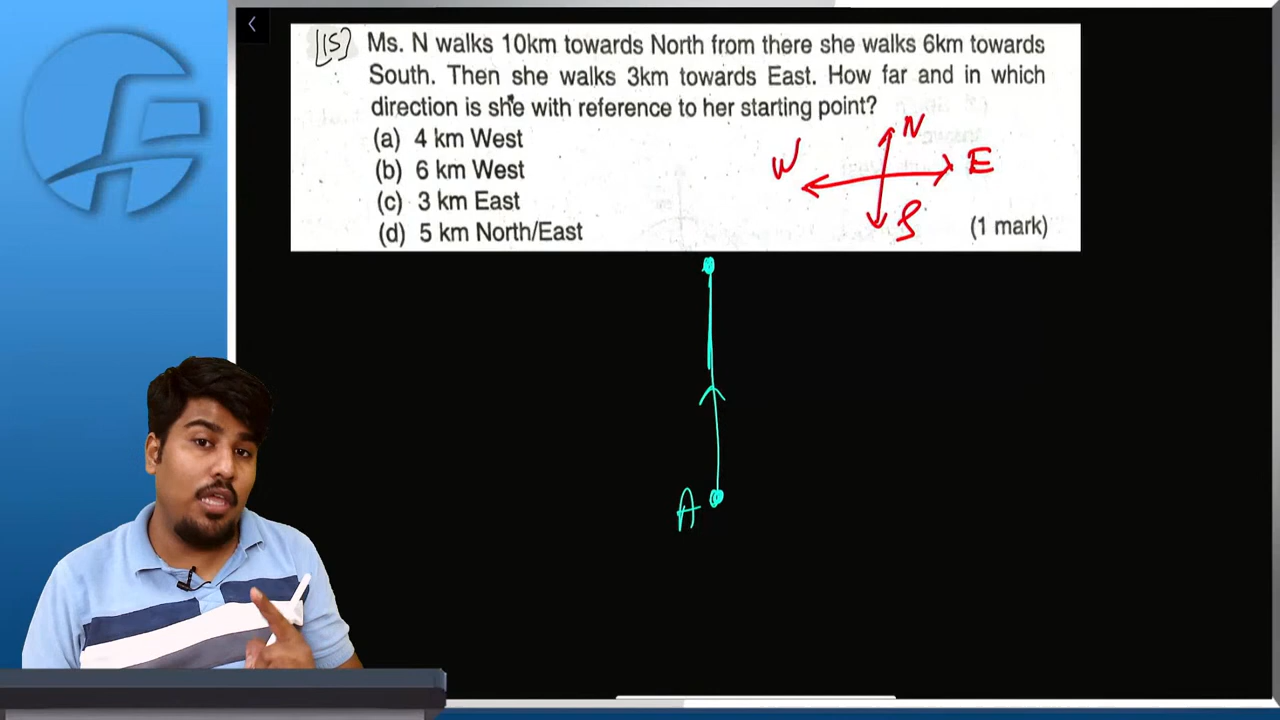 [15] Ms. N walks 10km towards North from there she walks 6km towards
South. Then she walks 3km towards East. How far and in which
direction is she with reference to her starting point?
(a) 4 km West
(b) 6 km West
(c) 3 km East
(d) 5 km North/East
(1 mark)
N
W
E
S
A